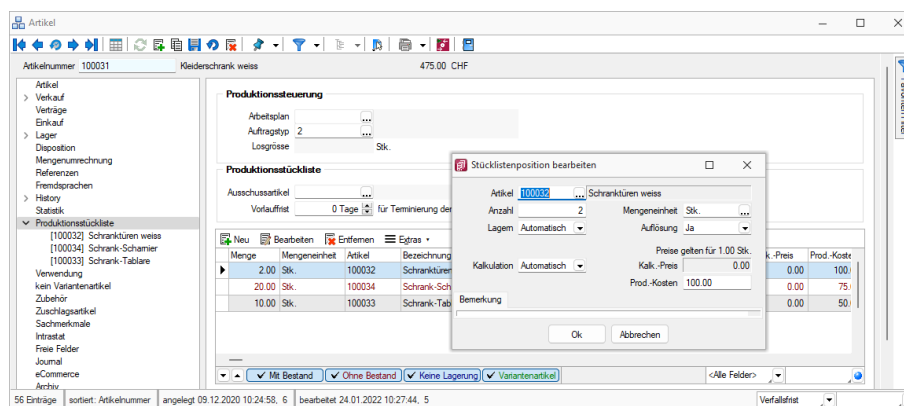 Artikel
Artikelnummer 100031 Kleiderschrank weiss 475.00 CHF
Artikel
Verkauf
Verträge
Einkauf
Lager
Disposition
Mengenumrechnung
Referenzen
Fremdsprachen
History
Statistik
Produktionsstückliste
[100032] Schranktüren weiss
[100034] Schrank-Scharnier
[100033] Schrank-Tablare
Verwendung
kein Variantenartikel
Zubehör
Zuschlagsartikel
Sachmerkmale
Intrastat
Freie Felder
Journal
eCommerce
Archiv
Produktionssteuerung
Arbeitsplan ...
Auftragstyp 2 ...
Losgrösse Stk.
Produktionsstückliste
Ausschussartikel ...
Vorlauffrist 0 Tage für Terminierung der
Neu Bearbeiten Entfernen Extras
Menge Mengeneinheit Artikel Bezeichnung k.-Preis Prod.-Koste
2.00 Stk. 100032 Schranktüren 0.00 100.
20.00 Stk. 100034 Schrank-Sch 0.00 75.
10.00 Stk. 100033 Schrank-Tab 0.00 50.
Mit Bestand Ohne Bestand Keine Lagerung Variantenartikel <Alle Felder>
Stücklistenposition bearbeiten
Artikel 100032 ... Schranktüren weiss
Anzahl 2 Mengeneinheit Stk. ...
Lagern Automatisch Auflösung Ja
Preise gelten für 1.00 Stk.
Kalkulation Automatisch Kalk.-Preis 0.00
Prod.-Kosten 100.00
Bemerkung
Ok Abbrechen
56 Einträge sortiert: Artikelnummer angelegt 09.12.2020 10:24:58, 6 bearbeitet 24.01.2022 10:27:44, 5 Verfallsfrist